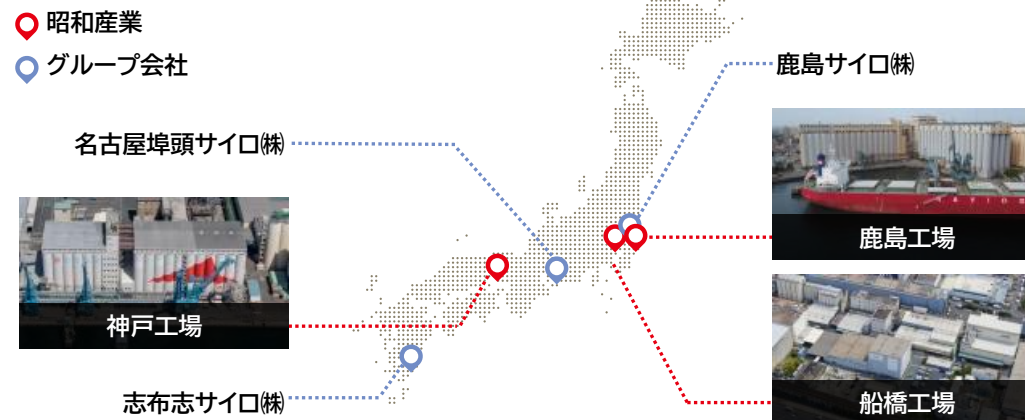 昭和産業
グループ会社
鹿島サイロ㈱
名古屋埠頭サイロ㈱
鹿島工場
神戸工場
志布志サイロ㈱
船橋工場